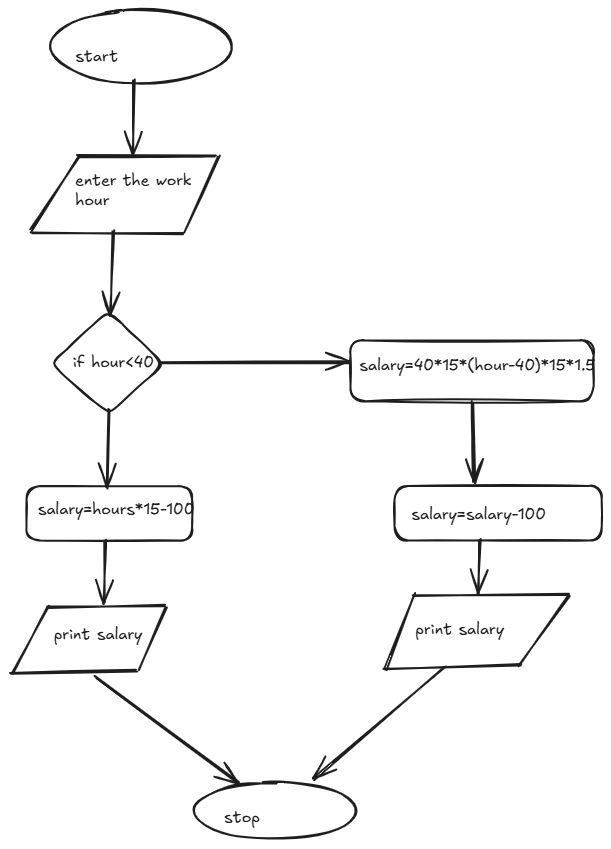 start
enter the work
hour
if hour<40
salary=40*15*(hour-40)*15*1.5
salary=hours*15-100
salary=salary-100
print salary
print salary
stop